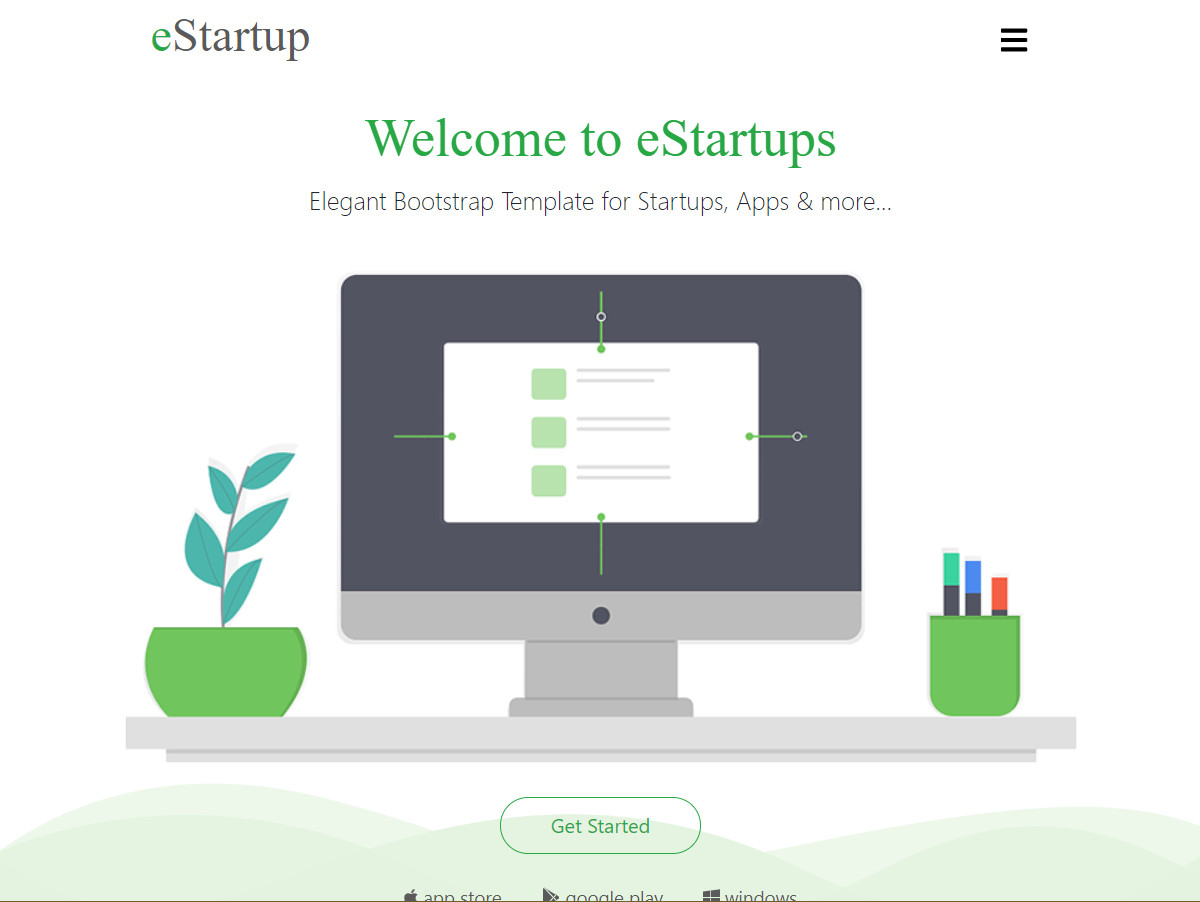 eStartup
Welcome to eStartups
Elegant Bootstrap Template for Startups, Apps & more...
Get Started
app store google play windows